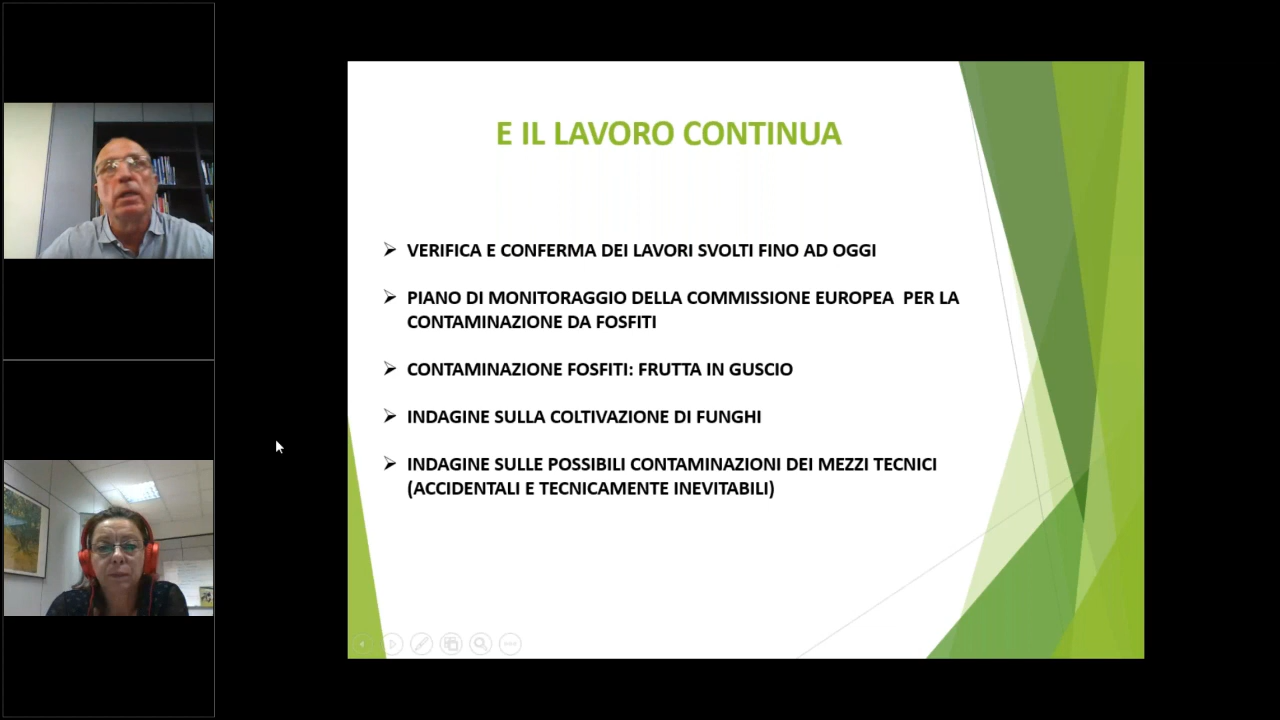 E IL LAVORO CONTINUA
VERIFICA E CONFERMA DEI LAVORI SVOLTI FINO AD OGGI
PIANO DI MONITORAGGIO DELLA COMMISSIONE EUROPEA PER LA
CONTAMINAZIONE DA FOSFITI
CONTAMINAZIONE FOSFITI: FRUTTA IN GUSCIO
INDAGINE SULLA COLTIVAZIONE DI FUNGHI
INDAGINE SULLE POSSIBILI CONTAMINAZIONI DEI MEZZI TECNICI
(ACCIDENTALI E TECNICAMENTE INEVITABILI)